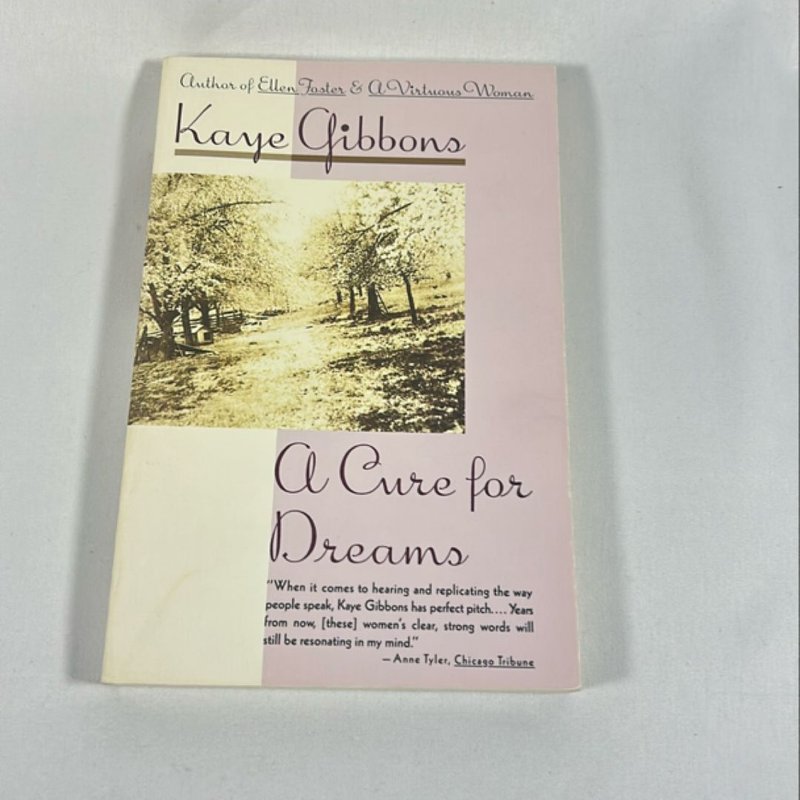 Author of Ellen Foster & A Virtuous Woman
Kaye Gibbons
A Cure for
Dreams
"When it comes to hearing and replicating the way
people speak, Kaye Gibbons has perfect pitch.... Years
from now, [these] women's clear, strong words will
still be resonating in my mind."
—Anne Tyler, Chicago Tribune